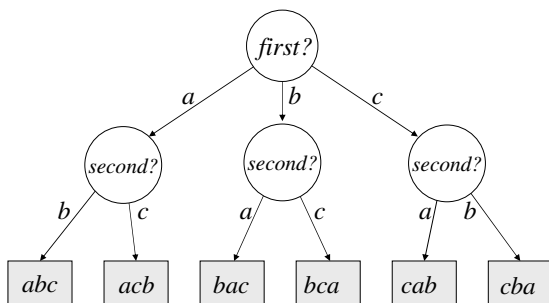 first?
a b c
second? second? second?
b c a c a b
abc acb bac bca cab cba